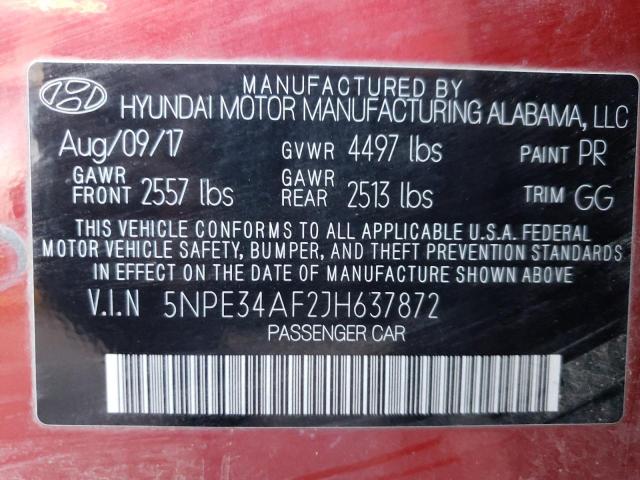 MANUFACTURED BY
HYUNDAI MOTOR MANUFACTURING ALABAMA, LLC
Aug/09/17 GVWR 4497 lbs PAINT PR
GAWR FRONT 2557 lbs GAWR REAR 2513 lbs TRIM GG
THIS VEHICLE CONFORMS TO ALL APPLICABLE U.S.A. FEDERAL
MOTOR VEHICLE SAFETY, BUMPER, AND THEFT PREVENTION STANDARDS
IN EFFECT ON THE DATE OF MANUFACTURE SHOWN ABOVE
V.I.N 5NPE34AF2JH637872
PASSENGER CAR